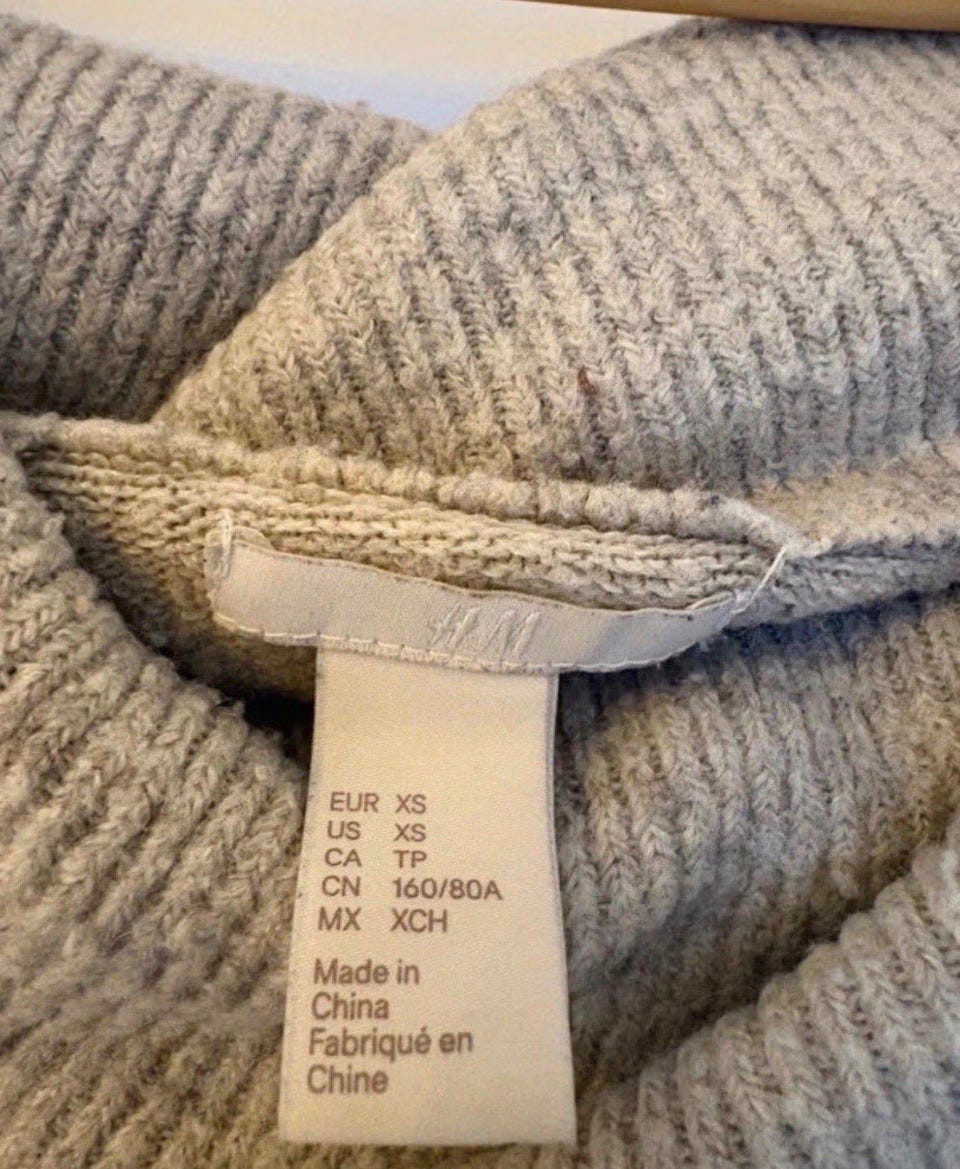 H&M
EUR XS
US XS
CA TP
CN 160/80A
MX XCH
Made in
China
Fabriqué en
Chine